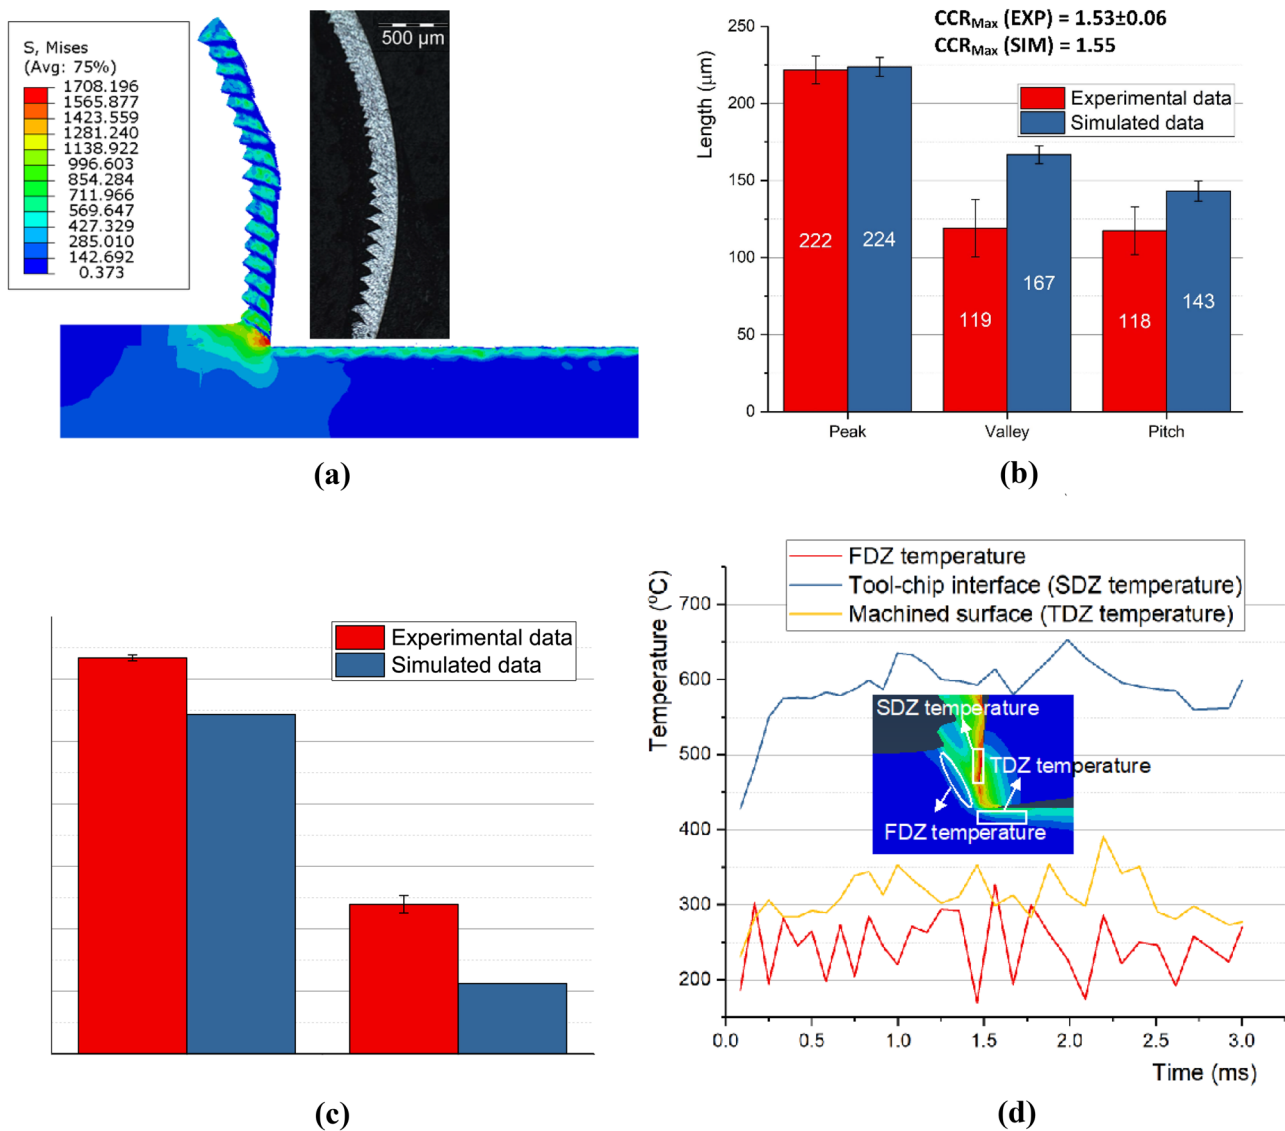 S, Mises
(Avg: 75%)
1708.196
1565.877
1423.559
1281.240
1138.922
996.603
854.284
711.966
569.647
427.329
285.010
142.692
0.373
500 µm
(a)
CCRMax (EXP) = 1.53±0.06
CCRMax (SIM) = 1.55
Experimental data
Simulated data
Length (µm)
250
200
150
100
50
0
222
224
119
167
118
143
Peak
Valley
Pitch
(b)
Experimental data
Simulated data
(c)
FDZ temperature
Tool-chip interface (SDZ temperature)
Machined surface (TDZ temperature)
Temperature (ºC)
700
600
500
400
300
200
SDZ temperature
TDZ temperature
FDZ temperature
0.0
0.5
1.0
1.5
2.0
2.5
3.0
Time (ms)
(d)